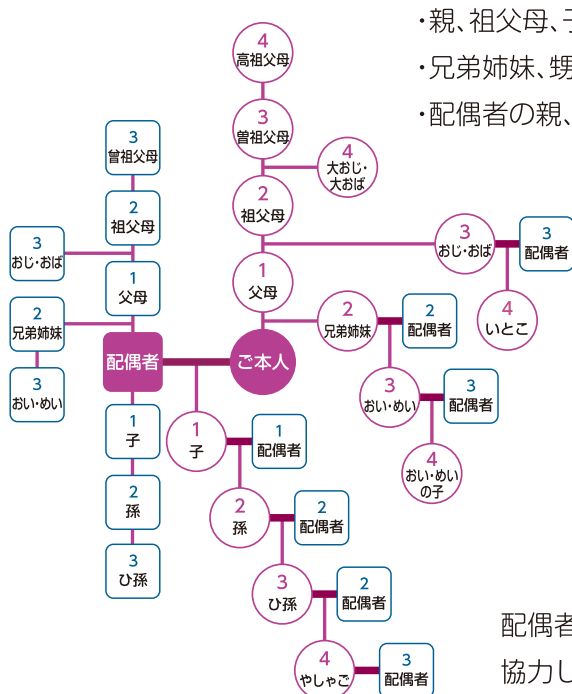 ・親、祖父母、子
・兄弟姉妹、甥
・配偶者の親、
4
高祖父母
3
曾祖父母
4
大おじ・
大おば
3
曾祖父母
2
祖父母
2
祖父母
3
おじ・おば
3
おじ・おば
3
配偶者
1
父母
1
父母
2
兄弟姉妹
2
兄弟姉妹
2
配偶者
4
いとこ
配偶者
ご本人
3
おい・めい
3
おい・めい
3
配偶者
1
子
1
子
1
配偶者
4
おい・めい
の子
2
孫
2
孫
2
配偶者
3
ひ孫
3
ひ孫
2
配偶者
4
やしゃご
3
配偶者
配偶者
協力し